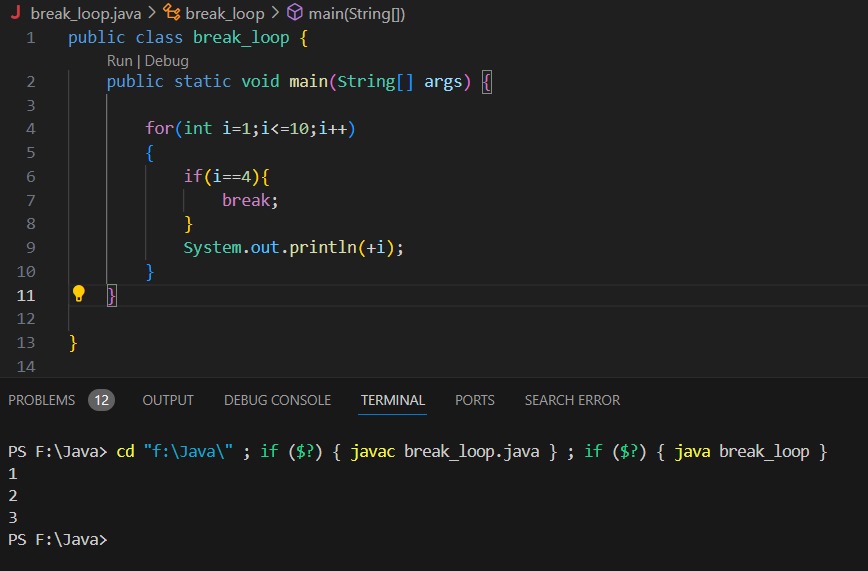 break_loop.java > break_loop > main(String[])
1 public class break_loop {
Run | Debug
2 public static void main(String[] args) {
3
4 for(int i=1;i<=10;i++)
5 {
6 if(i==4){
7 break;
8 }
9 System.out.println(+i);
10 }
11 }
12
13 }
14
PROBLEMS 12 OUTPUT DEBUG CONSOLE TERMINAL PORTS SEARCH ERROR
PS F:\Java> cd "f:\Java\" ; if ($?) { javac break_loop.java } ; if ($?) { java break_loop }
1
2
3
PS F:\Java>